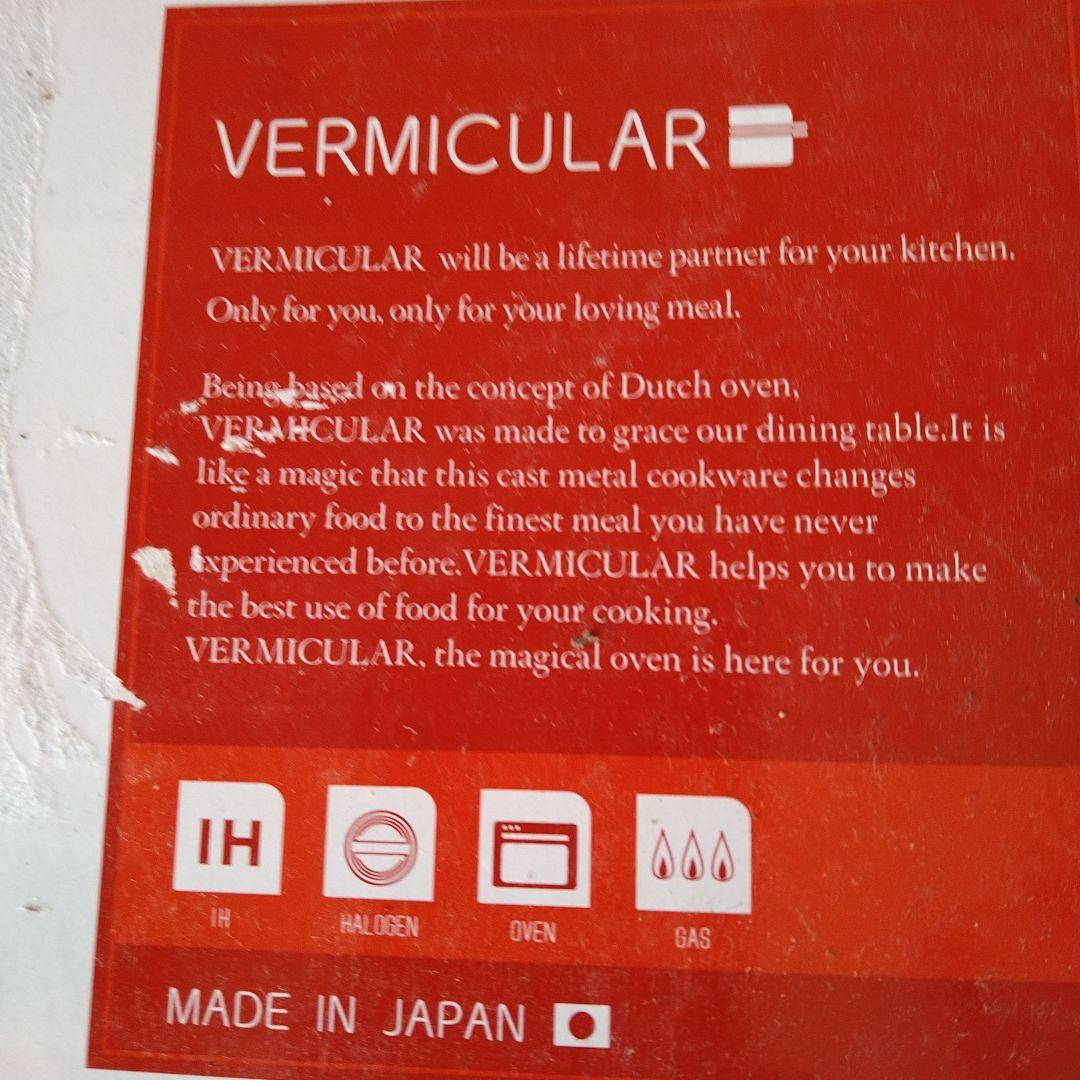 VERMICULAR
VERMICULAR will be a lifetime partner for your kitchen.
Only for you, only for your loving meal.
Being based on the concept of Dutch oven,
VERMICULAR was made to grace our dining table.It is
like a magic that this cast metal cookware changes
ordinary food to the finest meal you have never
experienced before.VERMICULAR helps you to make
the best use of food for your cooking.
VERMICULAR, the magical oven is here for you.
IH
IH HALOGEN OVEN GAS
MADE IN JAPAN